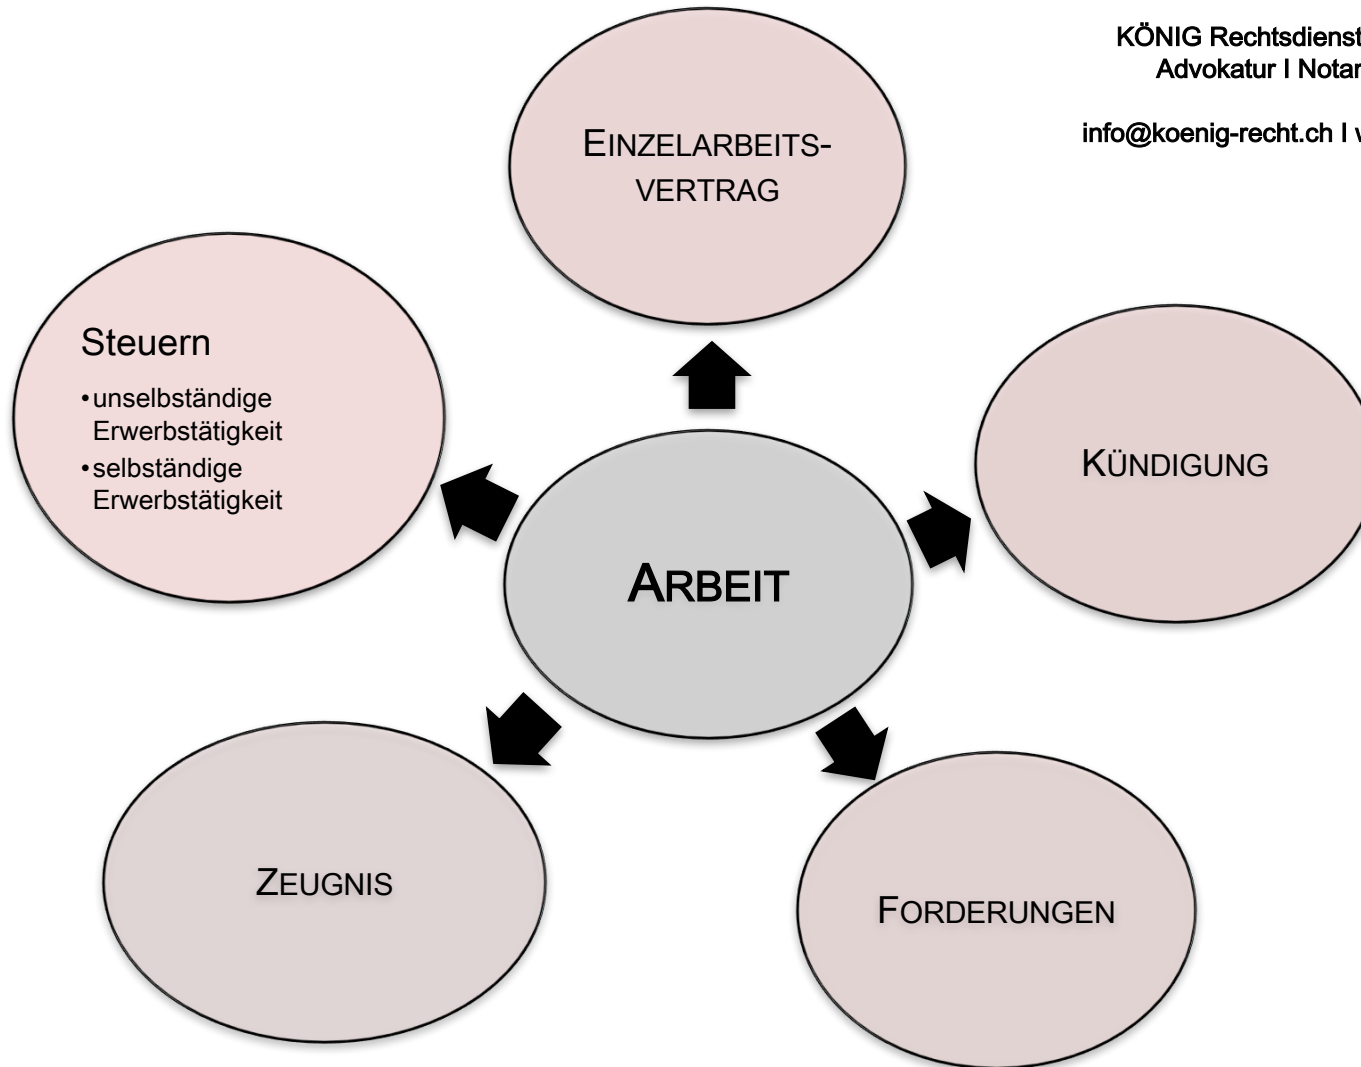 KÖNIG Rechtsdienst
Advokatur I Notar
info@koenig-recht.ch I
EINZELARBEITS-
VERTRAG
Steuern
•unselbständige
Erwerbstätigkeit
•selbständige
Erwerbstätigkeit
KÜNDIGUNG
ARBEIT
ZEUGNIS
FORDERUNGEN